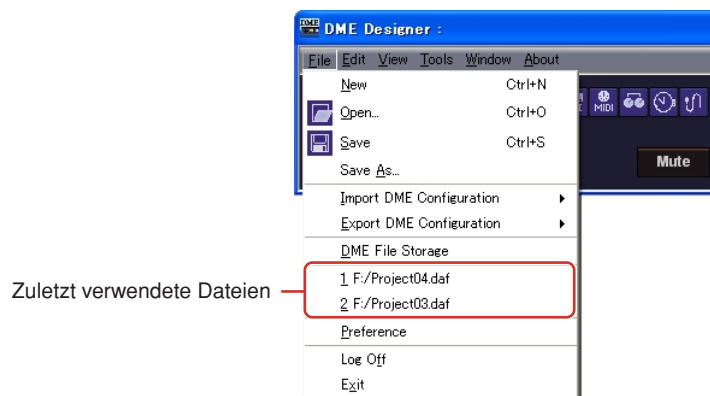 DME Designer :
File Edit View Tools Window About
New Ctrl+N
Open... Ctrl+O
Save Ctrl+S
Save As...
MIDI
Mute
Import DME Configuration
Export DME Configuration
DME File Storage
Zuletzt verwendete Dateien
1 F:/Project04.daf
2 F:/Project03.daf
Preference
Log Off
Exit